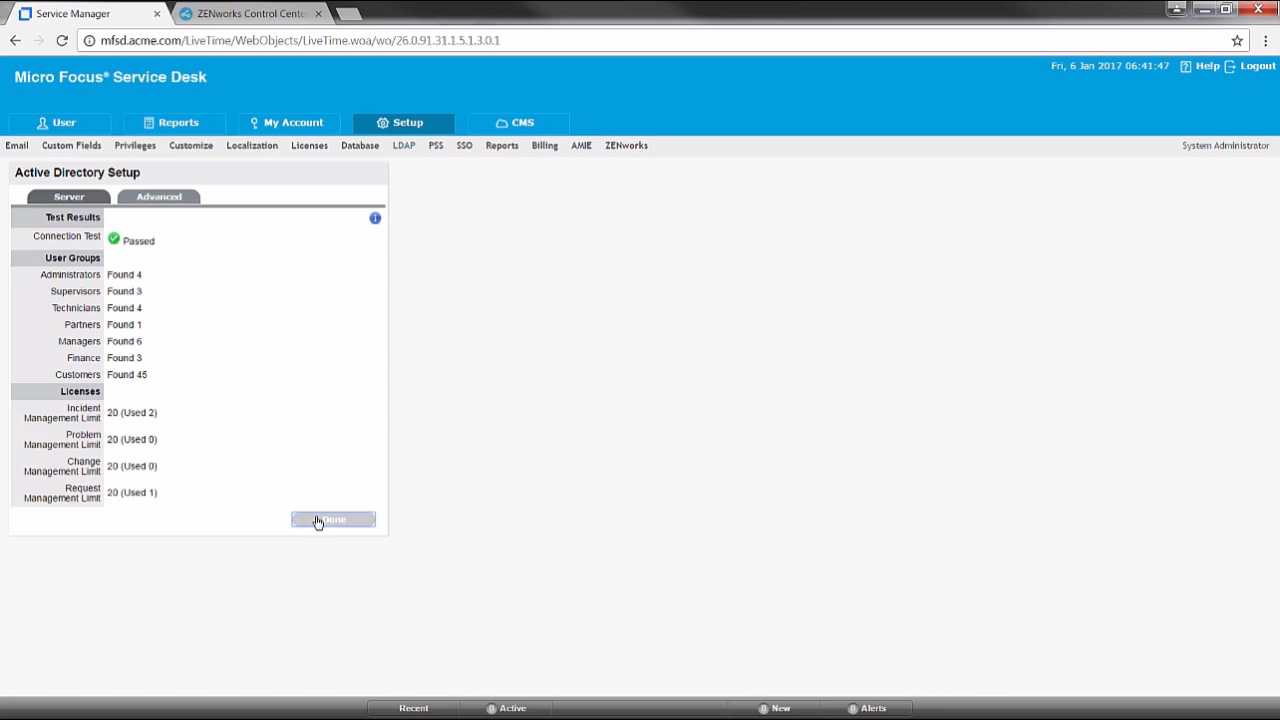 Service Manager
ZENworks Control Cente
mfsd.acme.com/LiveTime/WebObjects/LiveTime.woa/wo/26.0.91.31.1.5.1.3.0.1
Fri, 6 Jan 2017 06:41:47 Help Logout
Micro Focus® Service Desk
User Reports My Account Setup CMS
Email Custom Fields Privileges Customize Localization Licenses Database LDAP PSS SSO Reports Billing AMIE ZENworks System Administrator
Active Directory Setup
Server Advanced
Test Results
Connection Test Passed
User Groups
Administrators Found 4
Supervisors Found 3
Technicians Found 4
Partners Found 1
Managers Found 6
Finance Found 3
Customers Found 45
Licenses
Incident
Management Limit 20 (Used 2)
Problem
Management Limit 20 (Used 0)
Change
Management Limit 20 (Used 0)
Request
Management Limit 20 (Used 1)
Done
Recent 0 Active 0 New 0 Alerts